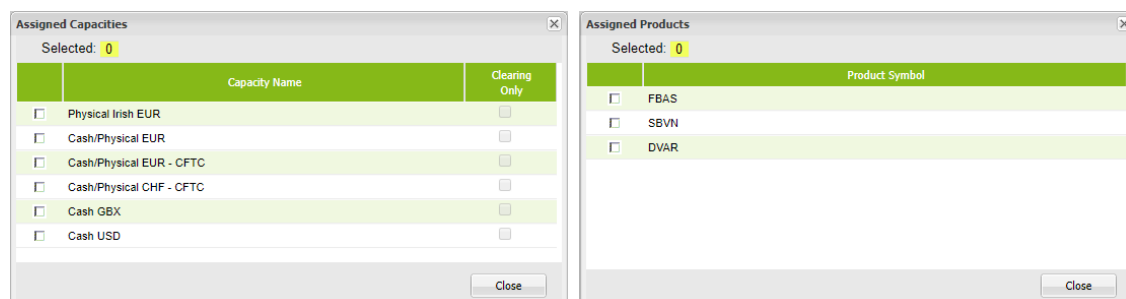 Assigned Capacities
Selected: 0
Capacity Name
Clearing
Only
Physical Irish EUR
Cash/Physical EUR
Cash/Physical EUR - CFTC
Cash/Physical CHF - CFTC
Cash GBX
Cash USD
Close
Assigned Products
Selected: 0
Product Symbol
FBAS
SBVN
DVAR
Close